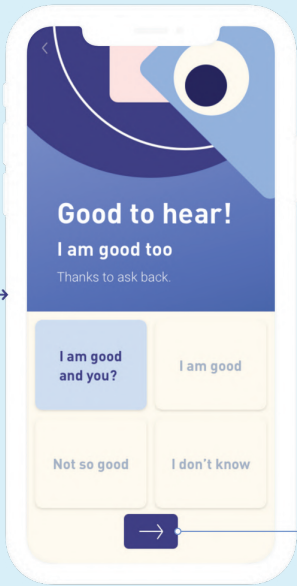 Good to hear!
I am good too
Thanks to ask back.
I am good
and you?
I am good
Not so good
I don't know